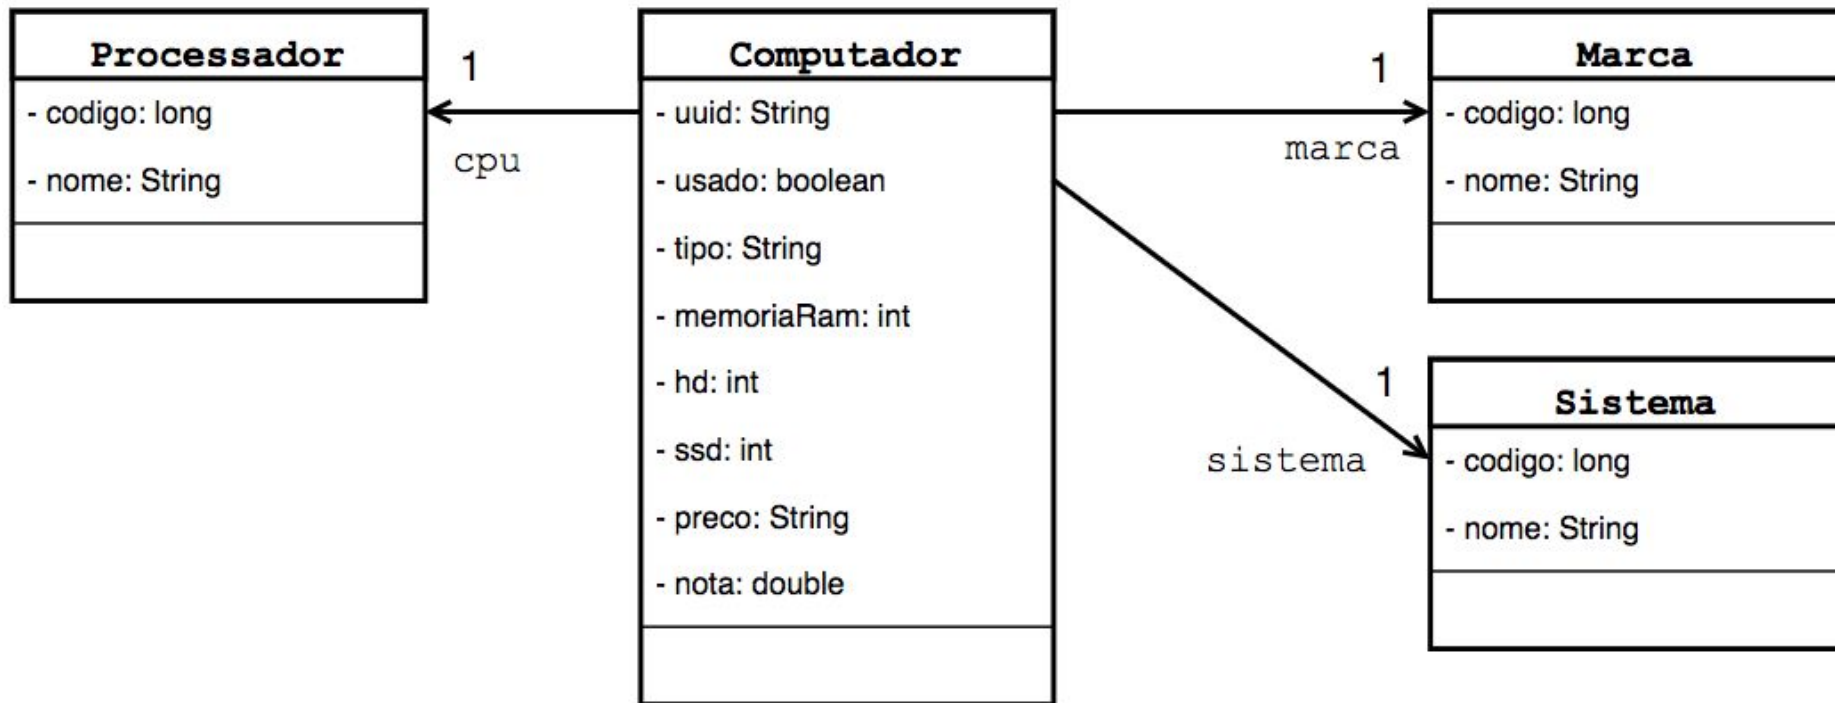 Processador
- codigo: long
- nome: String
1
cpu
Computador
- uuid: String
- usado: boolean
- tipo: String
- memoriaRam: int
- hd: int
- ssd: int
- preco: String
- nota: double
1
marca
Marca
- codigo: long
- nome: String
1
sistema
Sistema
- codigo: long
- nome: String